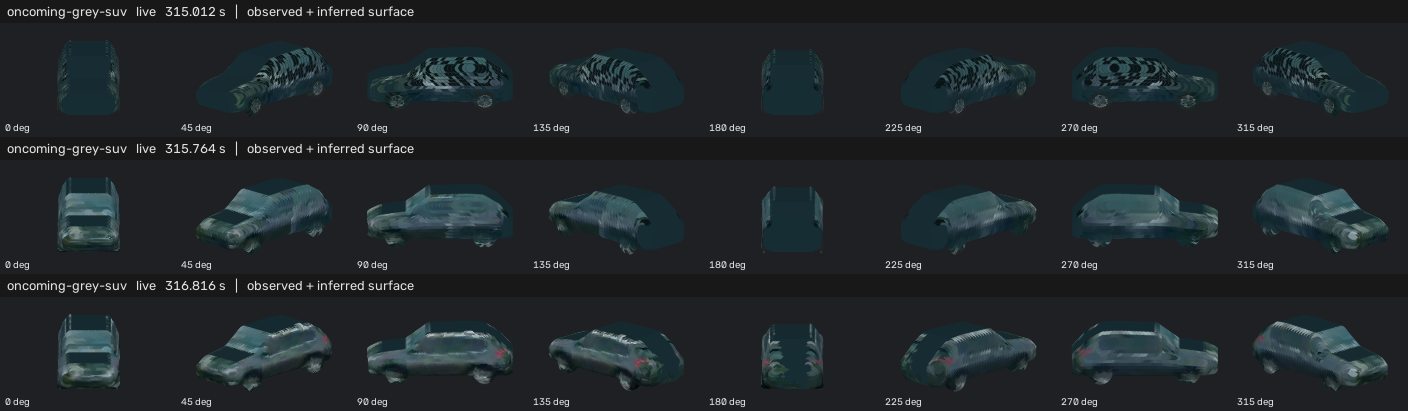 oncoming-grey-suv live 315.012 s | observed + inferred surface
0 deg 45 deg 90 deg 135 deg 180 deg 225 deg 270 deg 315 deg
oncoming-grey-suv live 315.764 s | observed + inferred surface
0 deg 45 deg 90 deg 135 deg 180 deg 225 deg 270 deg 315 deg
oncoming-grey-suv live 316.816 s | observed + inferred surface
0 deg 45 deg 90 deg 135 deg 180 deg 225 deg 270 deg 315 deg